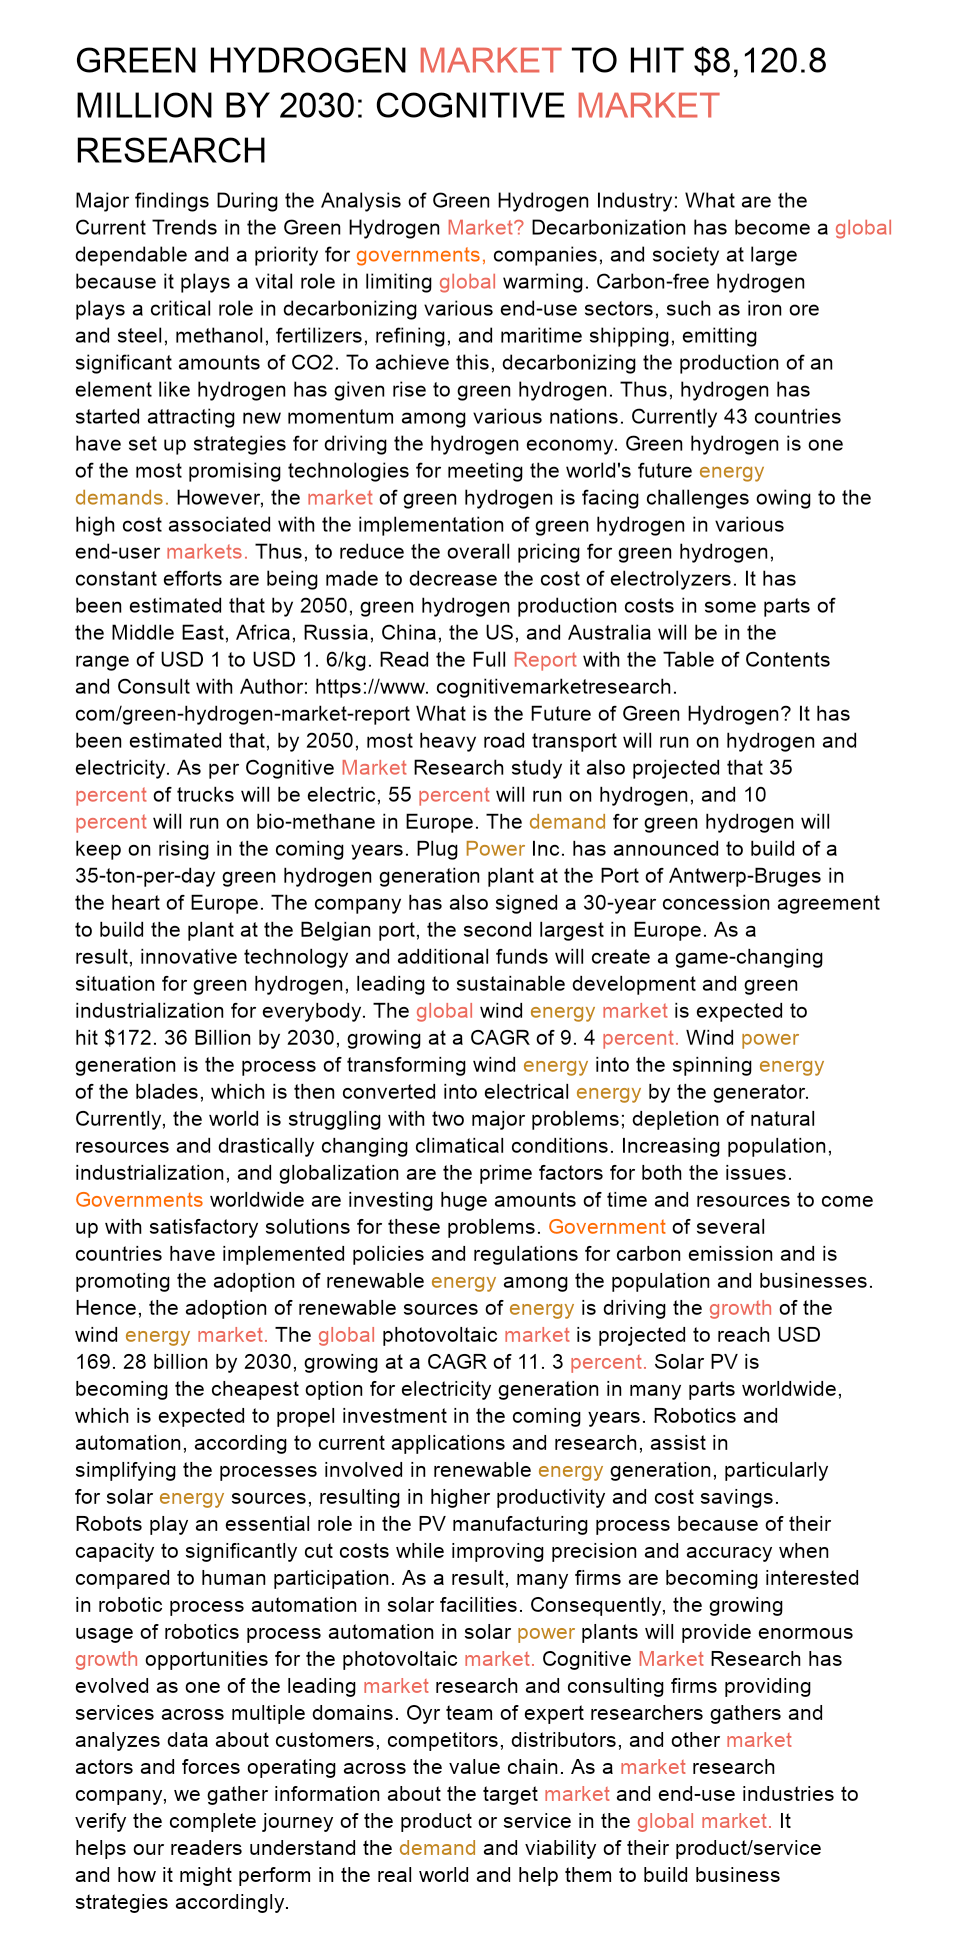 GREEN HYDROGEN MARKET TO HIT $8,120.8
MILLION BY 2030: COGNITIVE MARKET
RESEARCH
Major findings During the Analysis of Green Hydrogen Industry: What are the
Current Trends in the Green Hydrogen Market? Decarbonization has become a global
dependable and a priority for governments, companies, and society at large
because it plays a vital role in limiting global warming. Carbon-free hydrogen
plays a critical role in decarbonizing various end-use sectors, such as iron ore
and steel, methanol, fertilizers, refining, and maritime shipping, emitting
significant amounts of CO2. To achieve this, decarbonizing the production of an
element like hydrogen has given rise to green hydrogen. Thus, hydrogen has
started attracting new momentum among various nations. Currently 43 countries
have set up strategies for driving the hydrogen economy. Green hydrogen is one
of the most promising technologies for meeting the world's future energy
demands. However, the market of green hydrogen is facing challenges owing to the
high cost associated with the implementation of green hydrogen in various
end-user markets. Thus, to reduce the overall pricing for green hydrogen,
constant efforts are being made to decrease the cost of electrolyzers. It has
been estimated that by 2050, green hydrogen production costs in some parts of
the Middle East, Africa, Russia, China, the US, and Australia will be in the
range of USD 1 to USD 1. 6/kg. Read the Full Report with the Table of Contents
and Consult with Author: https://www. cognitivemarketresearch.
com/green-hydrogen-market-report What is the Future of Green Hydrogen? It has
been estimated that, by 2050, most heavy road transport will run on hydrogen and
electricity. As per Cognitive Market Research study it also projected that 35
percent of trucks will be electric, 55 percent will run on hydrogen, and 10
percent will run on bio-methane in Europe. The demand for green hydrogen will
keep on rising in the coming years. Plug Power Inc. has announced to build of a
35-ton-per-day green hydrogen generation plant at the Port of Antwerp-Bruges in
the heart of Europe. The company has also signed a 30-year concession agreement
to build the plant at the Belgian port, the second largest in Europe. As a
result, innovative technology and additional funds will create a game-changing
situation for green hydrogen, leading to sustainable development and green
industrialization for everybody. The global wind energy market is expected to
hit $172. 36 Billion by 2030, growing at a CAGR of 9. 4 percent. Wind power
generation is the process of transforming wind energy into the spinning energy
of the blades, which is then converted into electrical energy by the generator.
Currently, the world is struggling with two major problems; depletion of natural
resources and drastically changing climatical conditions. Increasing population,
industrialization, and globalization are the prime factors for both the issues.
Governments worldwide are investing huge amounts of time and resources to come
up with satisfactory solutions for these problems. Government of several
countries have implemented policies and regulations for carbon emission and is
promoting the adoption of renewable energy among the population and businesses.
Hence, the adoption of renewable sources of energy is driving the growth of the
wind energy market. The global photovoltaic market is projected to reach USD
169. 28 billion by 2030, growing at a CAGR of 11. 3 percent. Solar PV is
becoming the cheapest option for electricity generation in many parts worldwide,
which is expected to propel investment in the coming years. Robotics and
automation, according to current applications and research, assist in
simplifying the processes involved in renewable energy generation, particularly
for solar energy sources, resulting in higher productivity and cost savings.
Robots play an essential role in the PV manufacturing process because of their
capacity to significantly cut costs while improving precision and accuracy when
compared to human participation. As a result, many firms are becoming interested
in robotic process automation in solar facilities. Consequently, the growing
usage of robotics process automation in solar power plants will provide enormous
growth opportunities for the photovoltaic market. Cognitive Market Research has
evolved as one of the leading market research and consulting firms providing
services across multiple domains. Oyr team of expert researchers gathers and
analyzes data about customers, competitors, distributors, and other market
actors and forces operating across the value chain. As a market research
company, we gather information about the target market and end-use industries to
verify the complete journey of the product or service in the global market. It
helps our readers understand the demand and viability of their product/service
and how it might perform in the real world and help them to build business
strategies accordingly.